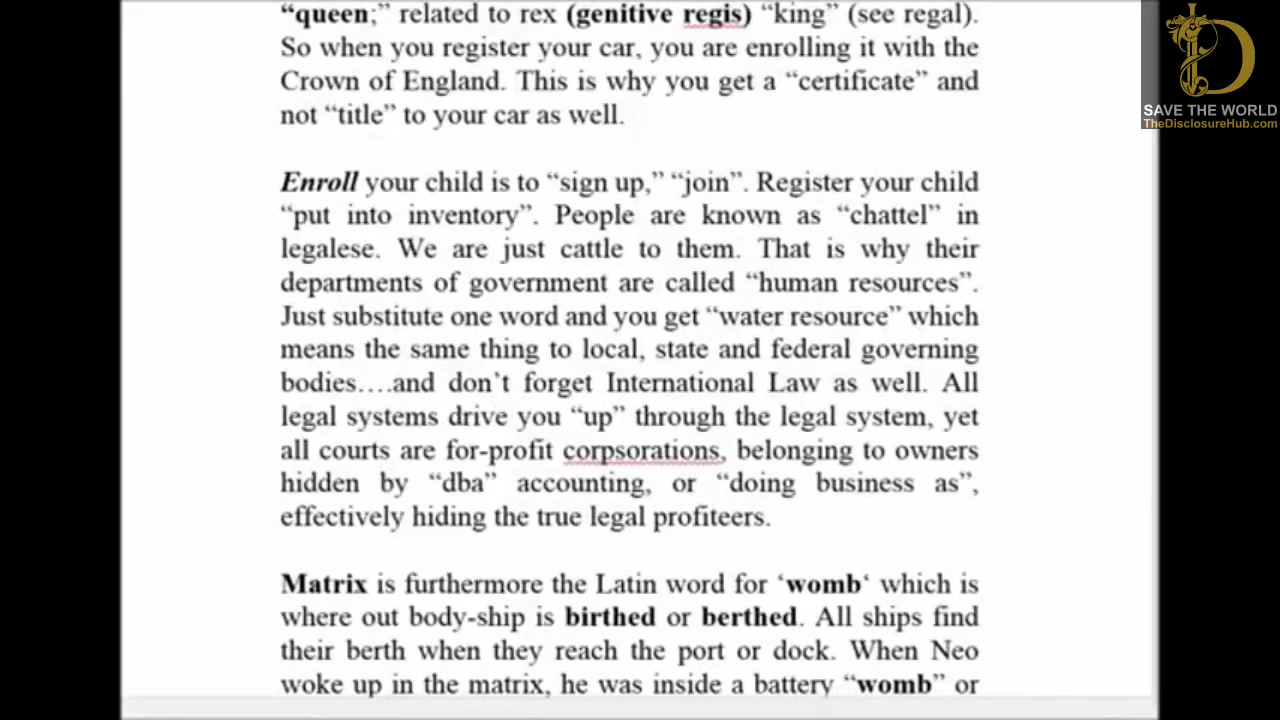 “queen;” related to rex (genitive regis) “king” (see regal).
So when you register your car, you are enrolling it with the
Crown of England. This is why you get a “certificate” and
not “title” to your car as well.
Enroll your child is to “sign up,” “join”. Register your child
“put into inventory”. People are known as “chattel” in
legalese. We are just cattle to them. That is why their
departments of government are called “human resources”.
Just substitute one word and you get “water resource” which
means the same thing to local, state and federal governing
bodies….and don’t forget International Law as well. All
legal systems drive you “up” through the legal system, yet
all courts are for-profit corpsorations, belonging to owners
hidden by “dba” accounting, or “doing business as”,
effectively hiding the true legal profiteers.
Matrix is furthermore the Latin word for ‘womb‘ which is
where out body-ship is birthed or berthed. All ships find
their berth when they reach the port or dock. When Neo
woke up in the matrix, he was inside a battery “womb” or
D
SAVE THE WORLD
TheDisclosureHub.com